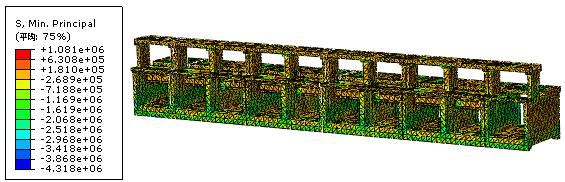 S, Min. Principal
(平均: 75%)
+1.081e+06
+6.308e+05
+1.810e+05
-2.689e+05
-7.188e+05
-1.169e+06
-1.619e+06
-2.068e+06
-2.518e+06
-2.968e+06
-3.418e+06
-3.868e+06
-4.318e+06